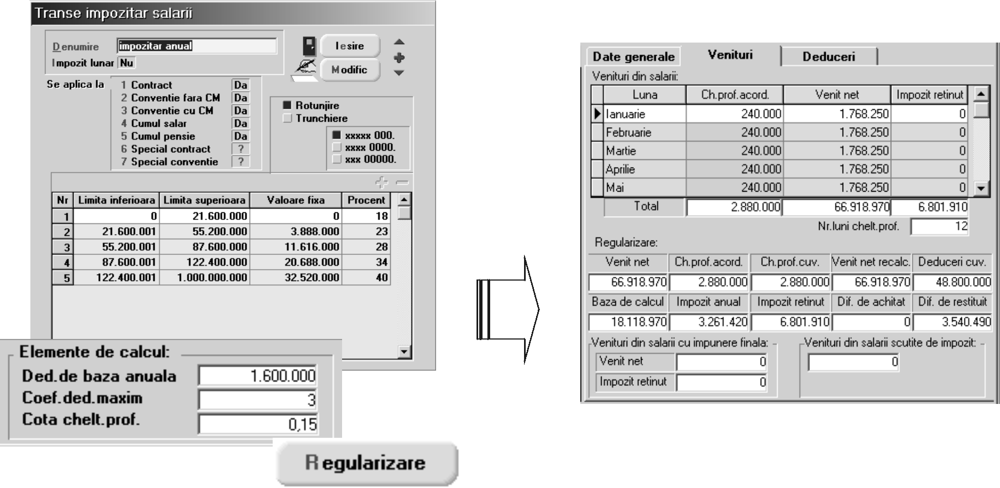 Transe impozitar salarii
Denumire impozitar anual
Impozit lunar Nu
Iesire
Modific
Se aplica la
1 Contract Da
2 Conventie fara CM Da
3 Conventie cu CM Da
4 Cumul salar Da
5 Cumul pensie Da
6 Special contract ?
7 Special conventie ?
Rotunjire
Trunchiere
xxxxx 000.
xxxx 0000.
xxx 00000.
Nr Limita inferioara Limita superioara Valoare fixa Procent
1 0 21.600.000 0 18
2 21.600.001 55.200.000 3.888.000 23
3 55.200.001 87.600.000 11.616.000 28
4 87.600.001 122.400.000 20.688.000 34
5 122.400.001 1.000.000.000 32.520.000 40
Elemente de calcul:
Ded.de baza anuala 1.600.000
Coef.ded.maxim 3
Cota chelt.prof. 0,15
Regularizare
Date generale Venituri Deduceri
Venituri din salarii:
Luna Ch.prof.acord. Venit net Impozit retinut
Ianuarie 240.000 1.768.250 0
Februarie 240.000 1.768.250 0
Martie 240.000 1.768.250 0
Aprilie 240.000 1.768.250 0
Mai 240.000 1.768.250 0
Total 2.880.000 66.918.970 6.801.910
Nr.luni chelt.prof. 12
Regularizare:
Venit net Ch.prof.acord. Ch.prof.cuv. Venit net recalc. Deduceri cuv.
66.918.970 2.880.000 2.880.000 66.918.970 48.800.000
Baza de calcul Impozit anual Impozit retinut Dif. de achitat Dif. de restituit
18.118.970 3.261.420 6.801.910 0 3.540.490
Venituri din salarii cu impunere finala: Venituri din salarii scutite de impozit:
Venit net 0 0
Impozit retinut 0